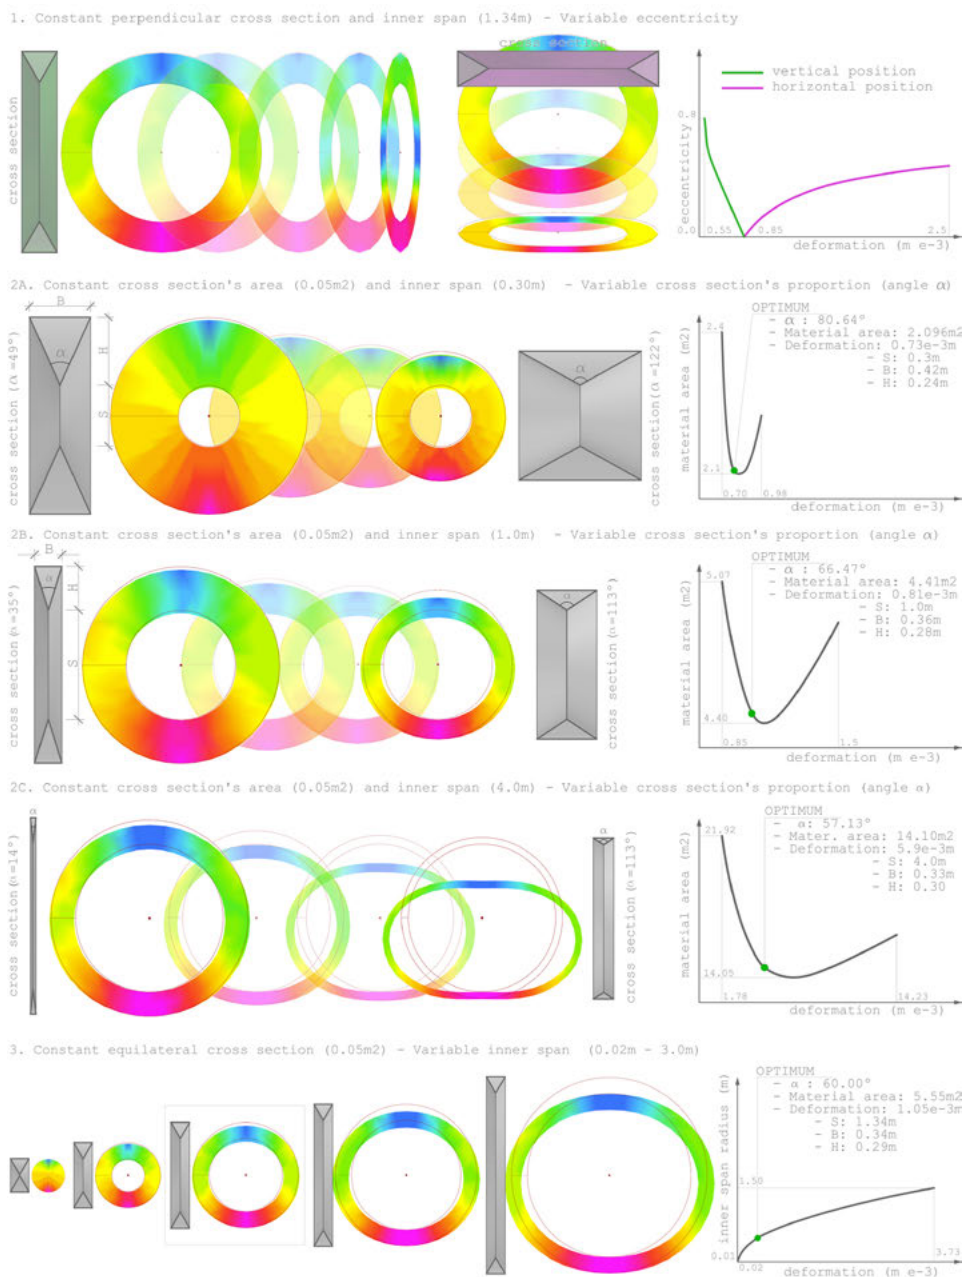 1. Constant perpendicular cross section and inner span (1.34m) - Variable eccentricity
cross section
cross section
vertical position
horizontal position
eccentricity
0.8
0.0
0.55
0.85
2.5
deformation (m e-3)
2A. Constant cross section's area (0.05m2) and inner span (0.30m) - Variable cross section's proportion (angle α)
B
H
S
α
cross section (α=49°)
α
cross section (α=122°)
material area (m2)
2.4
2.1
0.70
0.98
deformation (m e-3)
OPTIMUM
- α : 80.64°
- Material area: 2.096m2
- Deformation: 0.73e-3m
- S: 0.3m
- B: 0.42m
- H: 0.24m
2B. Constant cross section's area (0.05m2) and inner span (1.0m) - Variable cross section's proportion (angle α)
B
H
S
α
cross section (α=35°)
α
cross section (α=113°)
material area (m2)
5.07
4.40
0.95
1.5
deformation (m e-3)
OPTIMUM
- α : 66.47°
- Material area: 4.41m2
- Deformation: 0.81e-3m
- S: 1.0m
- B: 0.36m
- H: 0.28m
2C. Constant cross section's area (0.05m2) and inner span (4.0m) - Variable cross section's proportion (angle α)
α
cross section (α=14°)
α
cross section (α=113°)
material area (m2)
21.92
14.05
1.78
14.23
deformation (m e-3)
OPTIMUM
- α: 57.13°
- Mater. area: 14.10m2
- Deformation: 5.9e-3m
- S: 4.0m
- B: 0.33m
- H: 0.30
3. Constant equilateral cross section (0.05m2) - Variable inner span (0.02m - 3.0m)
inner span radius (m)
1.50
0.01
0.02
3.73
deformation (m e-3)
OPTIMUM
- α : 60.00°
- Material area: 5.55m2
- Deformation: 1.05e-3m
- S: 1.34m
- B: 0.34m
- H: 0.29m